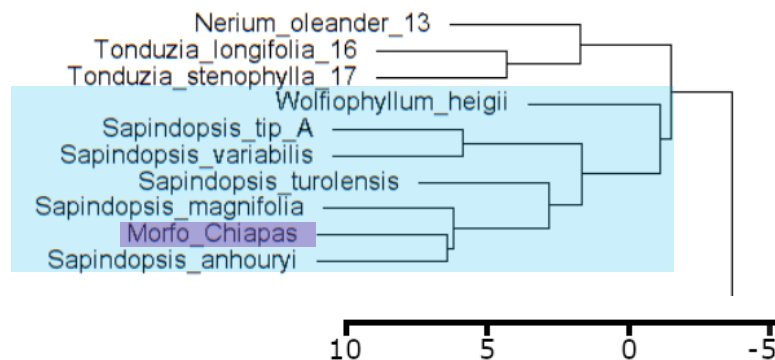 Nerium_oleander_13
Tonduzia_longifolia_16
Tonduzia_stenophylla_17
Wolfiophyllum_heigii
Sapindopsis_tip_A
Sapindopsis_variabilis
Sapindopsis_turolensis
Sapindopsis_magnifolia
Morfo_Chiapas
Sapindopsis_anhouryi
10 5 0 -5